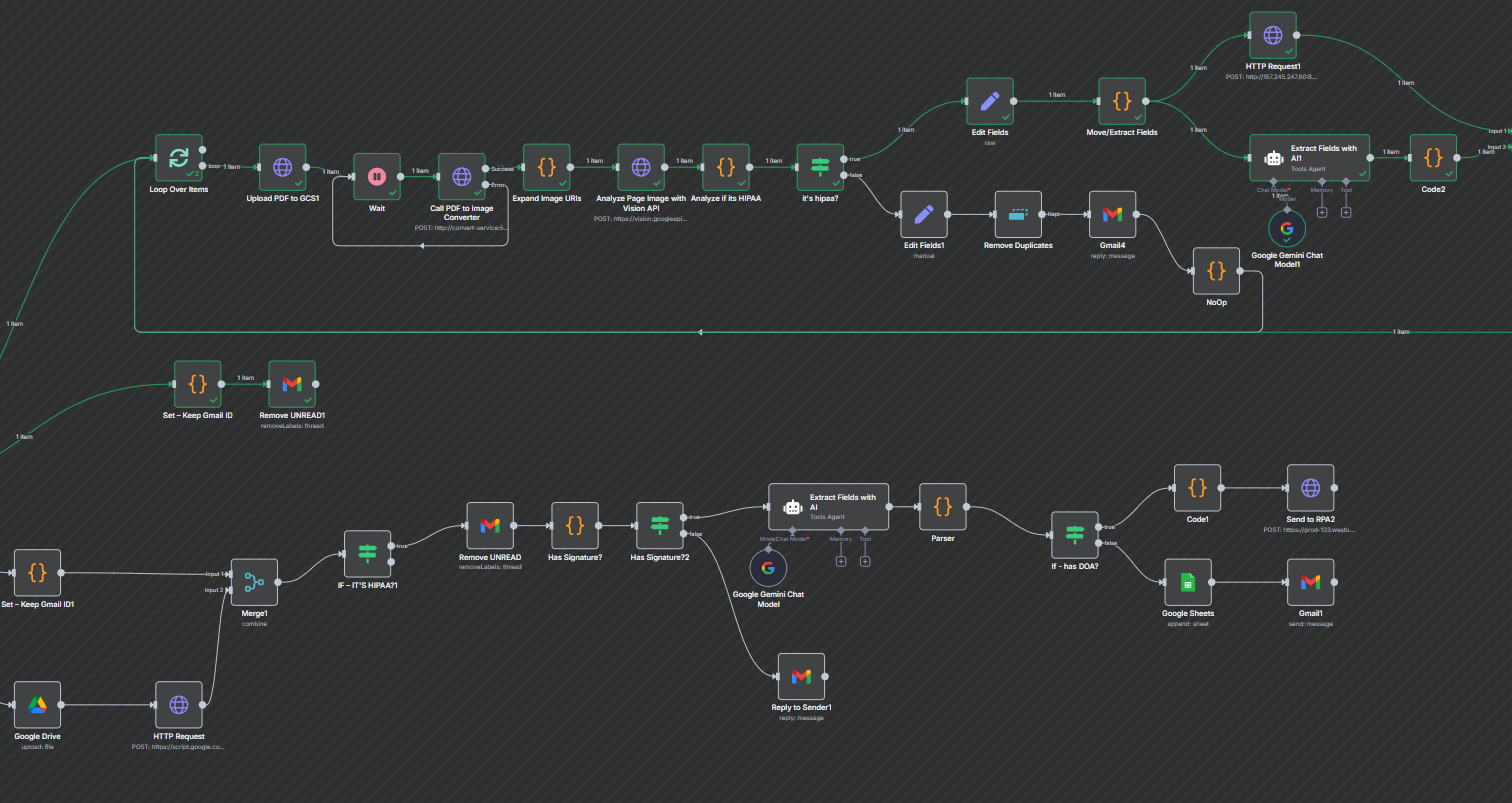 HTTP Request1
POST: http://157.245.247.80:8...
1 item
1 item
1 item
Edit Fields
raw
1 item
Move/Extract Fields
1 item
Input 1
Input 2
Loop Over Items
2
loop
1 item
Upload PDF to GCS1
1 item
Wait
1 item
Call PDF to Image
Converter
POST: http://convert-service:5...
Success
Error
Expand Image URIs
1 item
Analyze Page Image with
Vision API
POST: https://vision.googleapi...
1 item
Analyze if its HIPAA
1 item
it's hipaa?
true
false
Extract Fields with
AI1
Tools Agent
Chat Model*
Memory
Tool
1 item
Model
Google Gemini Chat
Model1
1 item
Code2
1 item
Edit Fields1
manual
Remove Duplicates
Kept
Gmail4
reply: message
NoOp
1 item
1 item
Set – Keep Gmail ID
1 item
Remove UNREAD1
removeLabels: thread
1 item
Set – Keep Gmail ID1
Input 1
Input 2
Merge1
combine
IF – IT'S HIPAA?1
true
Remove UNREAD
removeLabels: thread
Has Signature?
Has Signature?2
true
false
Extract Fields with
AI
Tools Agent
Model
Chat Model*
Memory
Tool
Google Gemini Chat
Model
Parser
If - has DOA?
true
false
Code1
Send to RPA2
POST: https://prod-133.westu...
Google Sheets
append: sheet
Gmail1
send: message
Reply to Sender1
reply: message
Google Drive
upload: file
HTTP Request
POST: https://script.google.co...